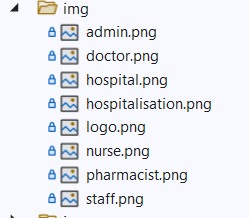 img
admin.png
doctor.png
hospital.png
hospitalisation.png
logo.png
nurse.png
pharmacist.png
staff.png